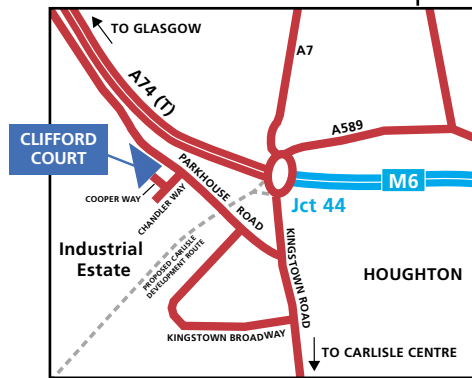 TO GLASGOW
A7
A74 (T)
A589
CLIFFORD
COURT
PARKHOUSE ROAD
M6
COOPER WAY
CHANDLER WAY
Jct 44
Industrial
Estate
PROPOSED CARLISLE
DEVELOPMENT ROUTE
KINGSTOWN ROAD
HOUGHTON
KINGSTOWN BROADWAY
TO CARLISLE CENTRE